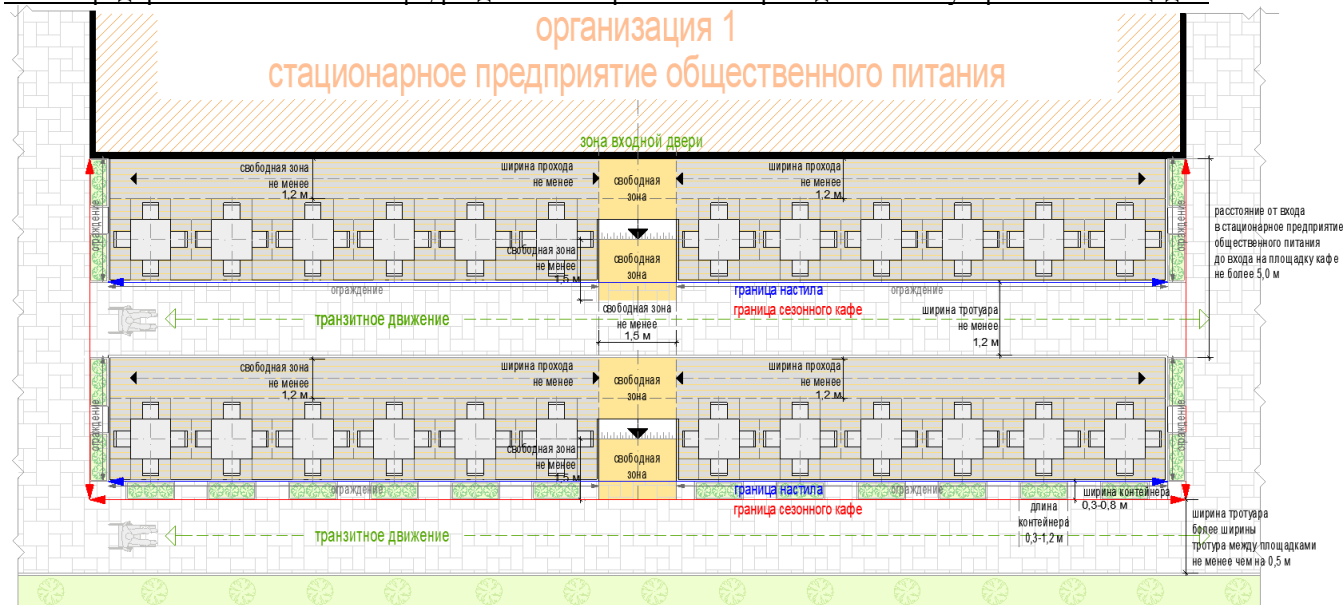 организация 1
стационарное предприятие общественного питания
зона входной двери
свободная зона
не менее
1,2 м
ширина прохода
не менее
свободная
зона
ширина прохода
не менее
1,2 м
ограждение
ограждение
расстояние от входа
в стационарное предприятие
общественного питания
до входа на площадку кафе
не более 5,0 м
свободная зона
не менее
1,5 м
свободная
зона
ограждение
граница настила
ограждение
граница сезонного кафе
транзитное движение
свободная зона
не менее
1,5 м
ширина тротуара
не менее
1,2 м
свободная зона
не менее
1,2 м
ширина прохода
не менее
свободная
зона
ширина прохода
не менее
1,2 м
ограждение
ограждение
свободная зона
не менее
1,5 м
свободная
зона
ограждение
граница настила
ограждение
граница сезонного кафе
ширина контейнера
0,3-0,8 м
длина
контейнера
0,3-1,2 м
транзитное движение
ширина тротуара
более ширины
тротура между площадками
не менее чем на 0,5 м